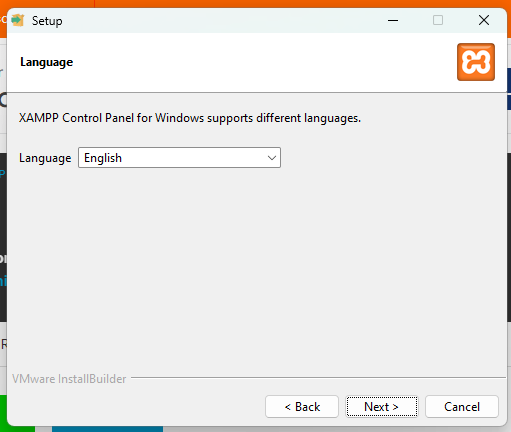 Setup
Language
XAMPP Control Panel for Windows supports different languages.
Language English
VMware InstallBuilder
< Back Next > Cancel